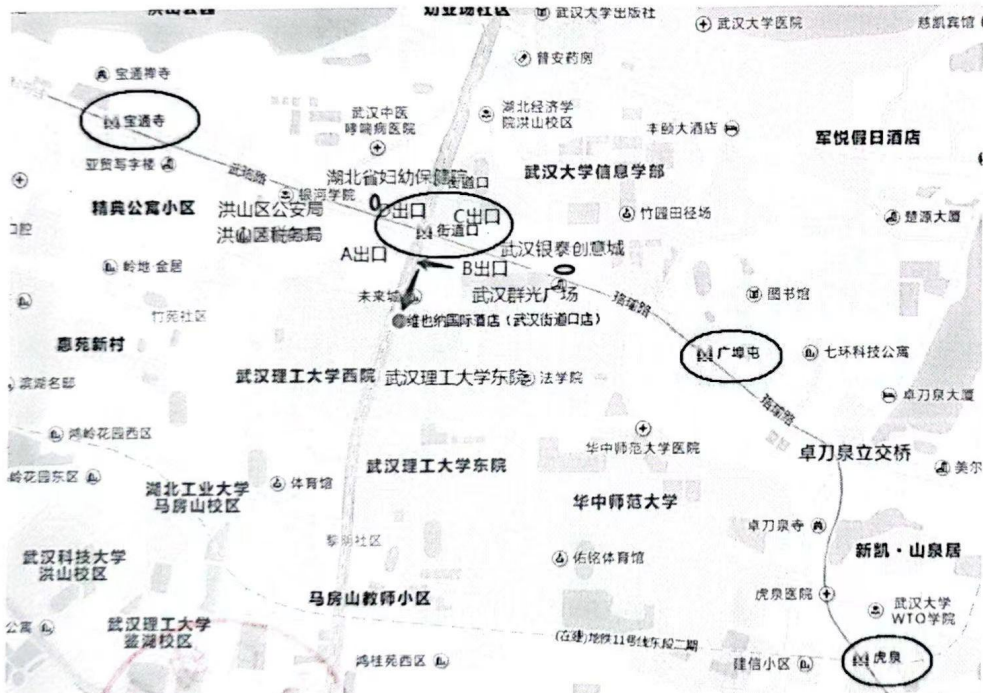 洪山公园
幼亚场社区
武汉大学出版社
武汉大学医院
慈凯宾馆
普安药房
宝通禅寺
宝通寺
武汉中医
哮喘病医院
湖北经济学
院洪山校区
丰颐大酒店
军悦假日酒店
亚贸写字楼
武珞路
银河学院
湖北省妇幼保健院
街道口
武汉大学信息学部
精典公寓小区
洪山区公安局
D出口
C出口
竹园田径场
楚源大厦
口腔
洪山区税务局
街道口
岭地·金居
A出口
B出口
武汉银泰创意城
未来城
武汉群光广场
珞喻路
图书馆
竹苑社区
维也纳国际酒店(武汉街道口店)
惠苑新村
广埠屯
七环科技公寓
滨湖名邸
武汉理工大学西院
武汉理工大学东院
法学院
珞喻路
卓刀泉大厦
鸿岭花园西区
华中师范大学医院
卓刀泉立交桥
岭花园东区
武汉理工大学东院
美尔
湖北工业大学
马房山校区
体育馆
华中师范大学
卓刀泉寺
武汉科技大学
洪山校区
黎明社区
佑铭体育馆
新凯·山泉居
马房山教师小区
虎泉医院
武汉大学
WTO学院
公寓
武汉理工大学
鉴湖校区
(在建)地铁11号线东段二期
鸿桂苑西区
建信小区
虎泉